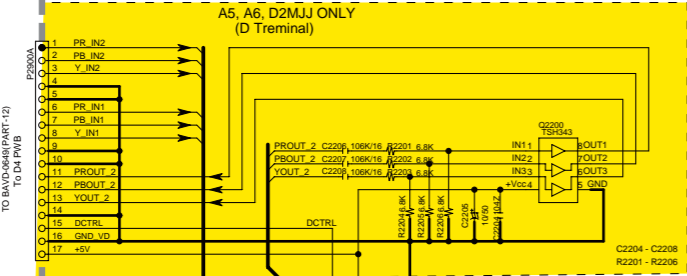 A5, A6, D2MJJ ONLY
(D Treminal)
P2900A
TO BAVD-0649(PART-12)
To D4 PWB
1 PR_IN2
2 PB_IN2
3 Y_IN2
4
5
6 PR_IN1
7 PB_IN1
8 Y_IN1
9
10
11 PROUT_2
12 PBOUT_2
13 YOUT_2
14
15 DCTRL
16 GND_VD
17 +5V
DCTRL
PROUT_2 C2206 106K/16 R2201 6.8K
PBOUT_2 C2207 106K/16 R2202 6.8K
YOUT_2 C2208 106K/16 R2203 6.8K
Q2200
TSH343
IN1 1 8 OUT1
IN2 2 7 OUT2
IN3 3 6 OUT3
+Vcc 4 5 GND
R2204 6.8K
R2205 6.8K
R2206 6.8K
C2205
10/50
C2204 104Z
C2204 - C2208
R2201 - R2206